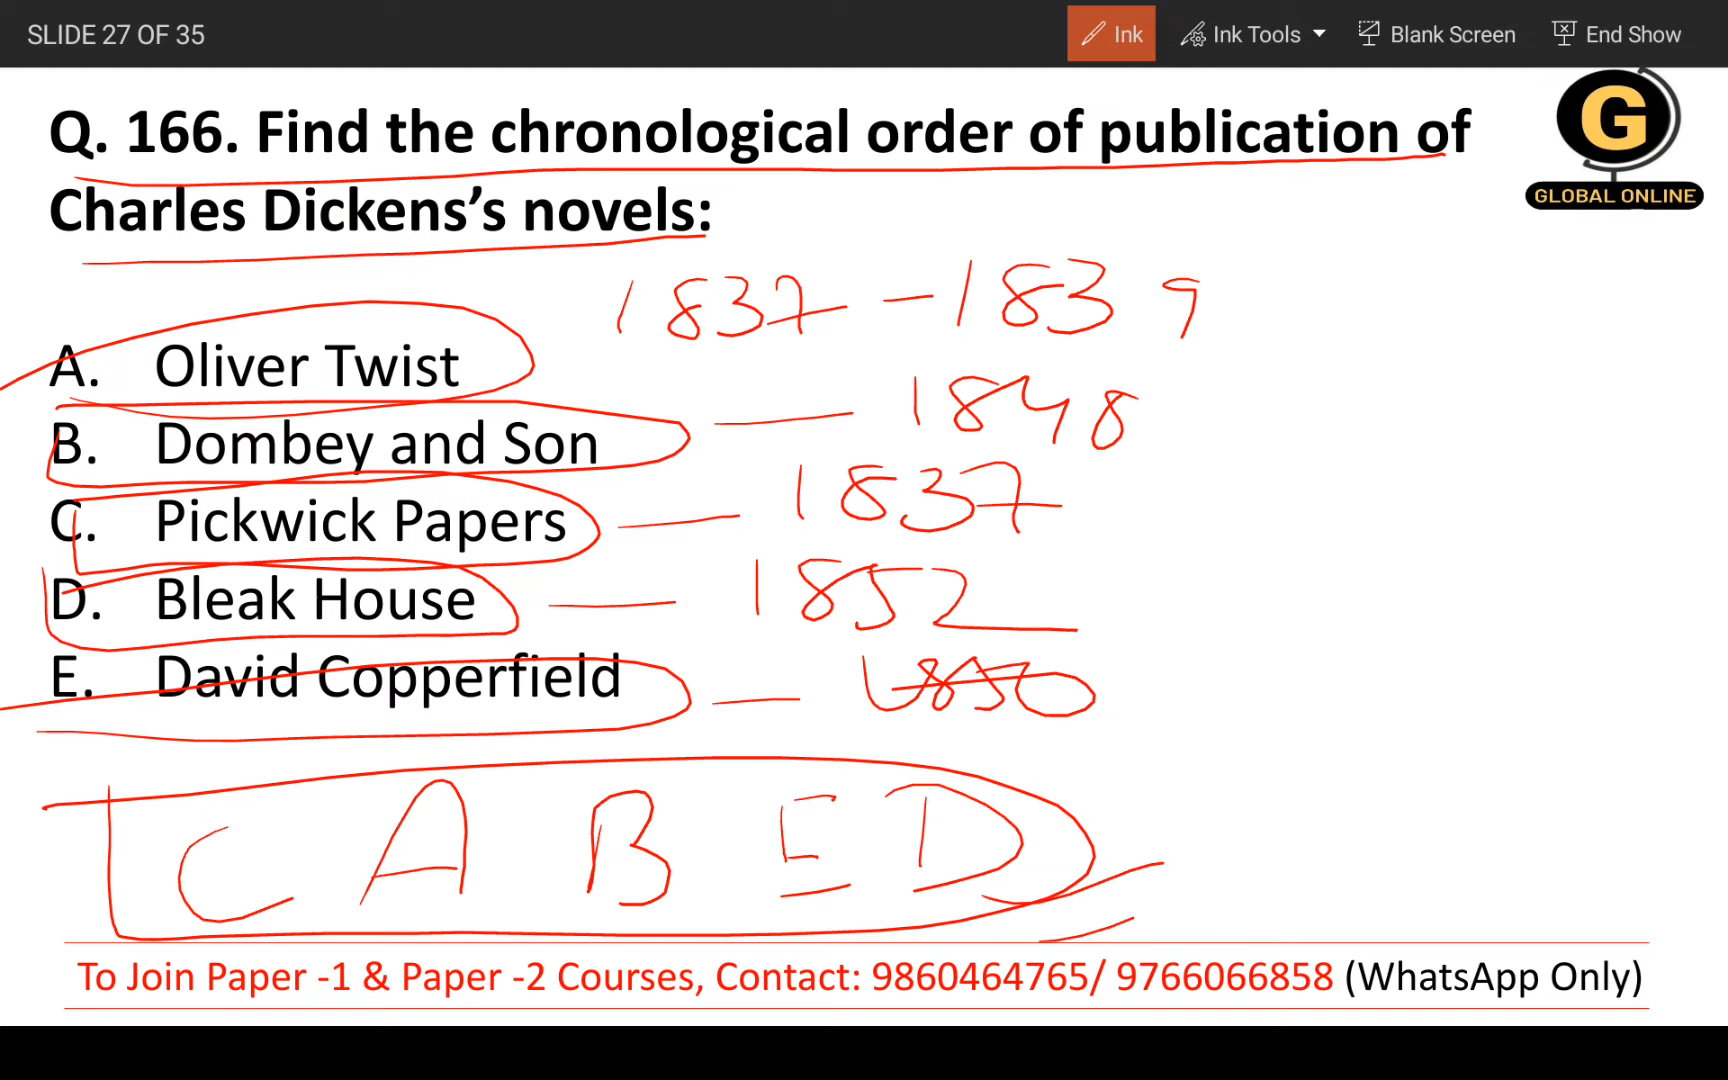 SLIDE 27 OF 35 Ink Ink Tools Blank Screen End Show
Q. 166. Find the chronological order of publication of
Charles Dickens’s novels:
G
GLOBAL ONLINE
1837 – 1839
A. Oliver Twist
B. Dombey and Son — 1848
C. Pickwick Papers — 1837
D. Bleak House — 1852
E. David Copperfield — 1850
C A B E D
To Join Paper -1 & Paper -2 Courses, Contact: 9860464765/ 9766066858 (WhatsApp Only)